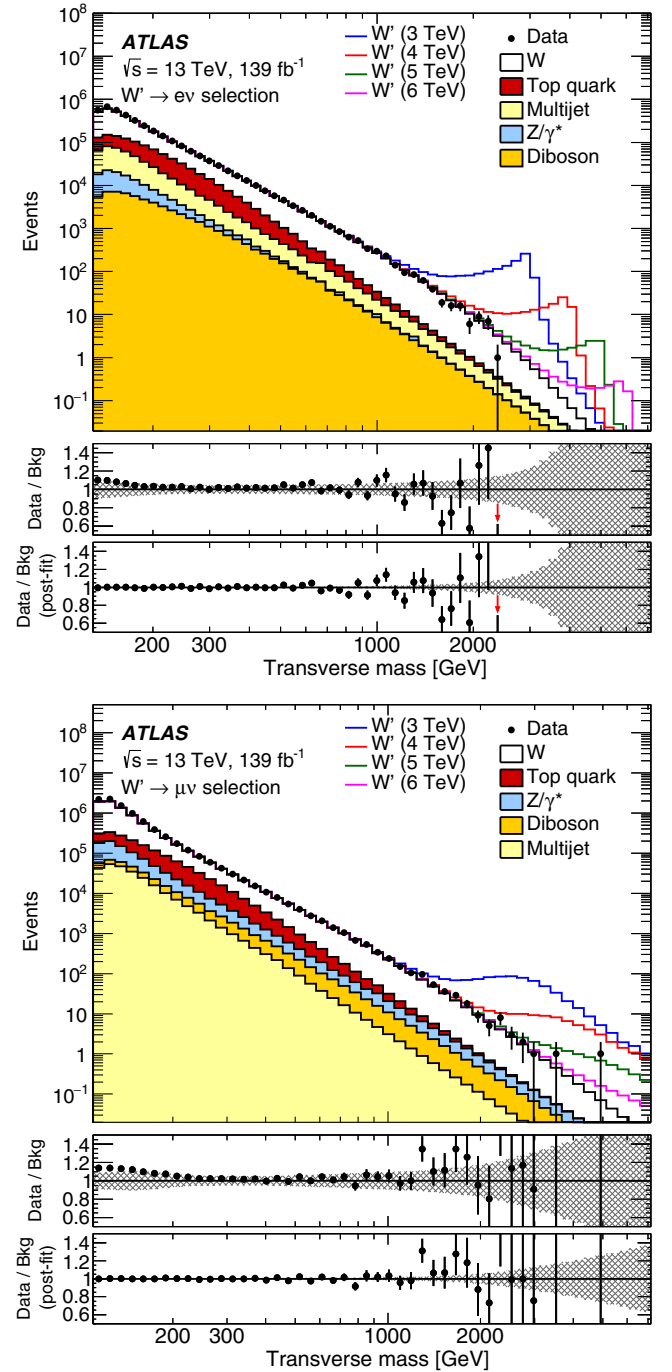 10⁸
10⁷
10⁶
10⁵
10⁴
10³
10²
10
1
10⁻¹
Events
ATLAS
√s = 13 TeV, 139 fb⁻¹
W' → eν selection
W' (3 TeV)
W' (4 TeV)
W' (5 TeV)
W' (6 TeV)
Data
W
Top quark
Multijet
Z/γ*
Diboson
1.4
1.2
1
0.8
0.6
Data / Bkg
1.4
1.2
1
0.8
0.6
Data / Bkg
(post-fit)
200 300 1000 2000
Transverse mass [GeV]
10⁸
10⁷
10⁶
10⁵
10⁴
10³
10²
10
1
10⁻¹
Events
ATLAS
√s = 13 TeV, 139 fb⁻¹
W' → μν selection
W' (3 TeV)
W' (4 TeV)
W' (5 TeV)
W' (6 TeV)
Data
W
Top quark
Z/γ*
Diboson
Multijet
1.4
1.2
1
0.8
0.6
Data / Bkg
1.4
1.2
1
0.8
0.6
Data / Bkg
(post-fit)
200 300 1000 2000
Transverse mass [GeV]